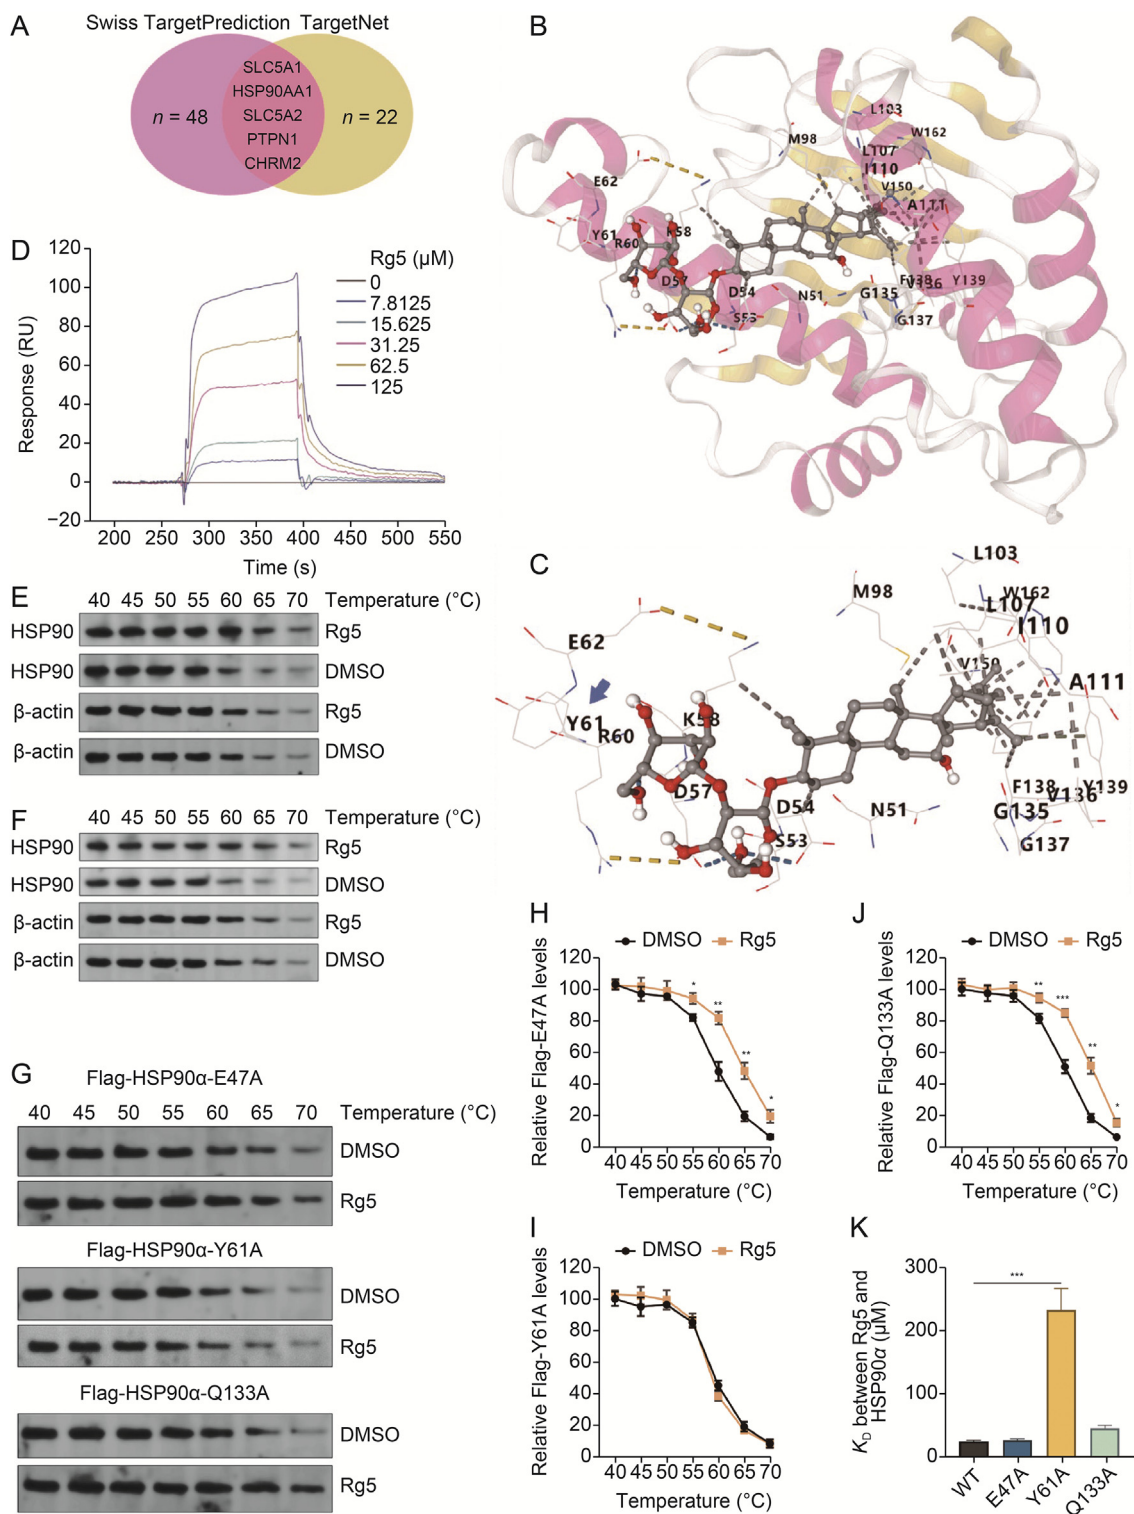 A
Swiss TargetPrediction TargetNet
SLC5A1
HSP90AA1
n = 48
SLC5A2
n = 22
PTPN1
CHRM2
B
L103
M98
W162
L107
I110
V150
A111
E62
Y61
R60
K58
D57
D54
S53
N51
G135
F138
V136
Y139
G137
D
Response (RU)
120
100
80
60
40
20
0
−20
200 250 300 350 400 450 500 550
Time (s)
Rg5 (μM)
0
7.8125
15.625
31.25
62.5
125
C
L103
M98
W162
L107
I110
V150
A111
E62
Y61
R60
K58
D57
D54
S53
N51
F138
V136
Y139
G135
G137
E
40 45 50 55 60 65 70 Temperature (°C)
HSP90 Rg5
HSP90 DMSO
β-actin Rg5
β-actin DMSO
F
40 45 50 55 60 65 70 Temperature (°C)
HSP90 Rg5
HSP90 DMSO
β-actin Rg5
β-actin DMSO
G
Flag-HSP90α-E47A
40 45 50 55 60 65 70 Temperature (°C)
DMSO
Rg5
Flag-HSP90α-Y61A
DMSO
Rg5
Flag-HSP90α-Q133A
DMSO
Rg5
H
DMSO Rg5
Relative Flag-E47A levels
120
100
80
60
40
20
0
* ** ** *
40 45 50 55 60 65 70
Temperature (°C)
J
DMSO Rg5
Relative Flag-Q133A levels
120
100
80
60
40
20
0
** *** ** *
40 45 50 55 60 65 70
Temperature (°C)
I
DMSO Rg5
Relative Flag-Y61A levels
120
100
80
60
40
20
0
40 45 50 55 60 65 70
Temperature (°C)
K
KD between Rg5 and
HSP90α (μM)
300
200
100
0
***
WT E47A Y61A Q133A